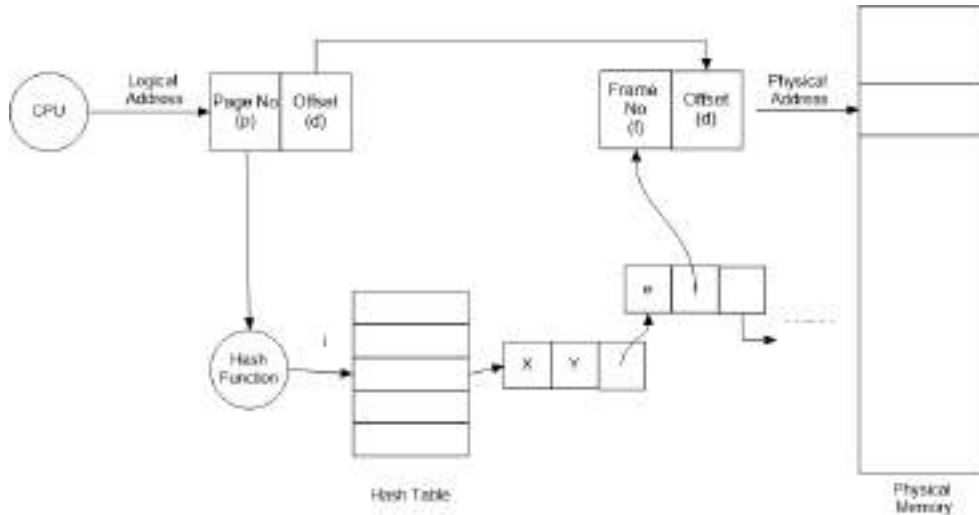 CPU
Logical
Address
Page No
(p)
Offset
(d)
Frame
No
(f)
Offset
(d)
Physical
Address
Hash
Function
i
X
Y
Hash Table
Physical
Memory